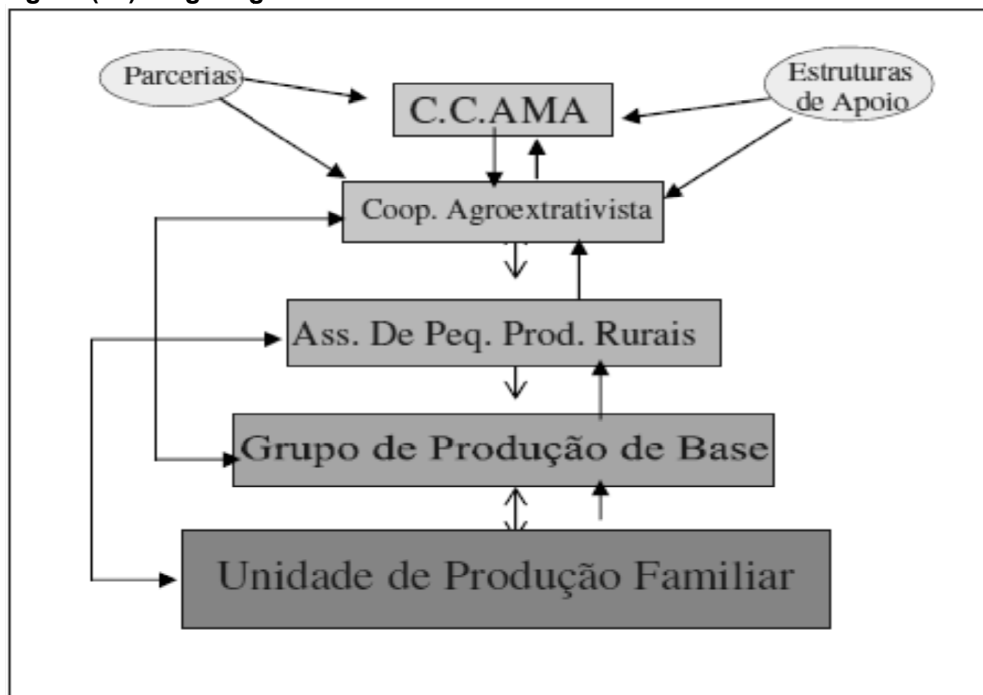 Parcerias
Estruturas
de Apoio
C.C.AMA
Coop. Agroextrativista
Ass. De Peq. Prod. Rurais
Grupo de Produção de Base
Unidade de Produção Familiar